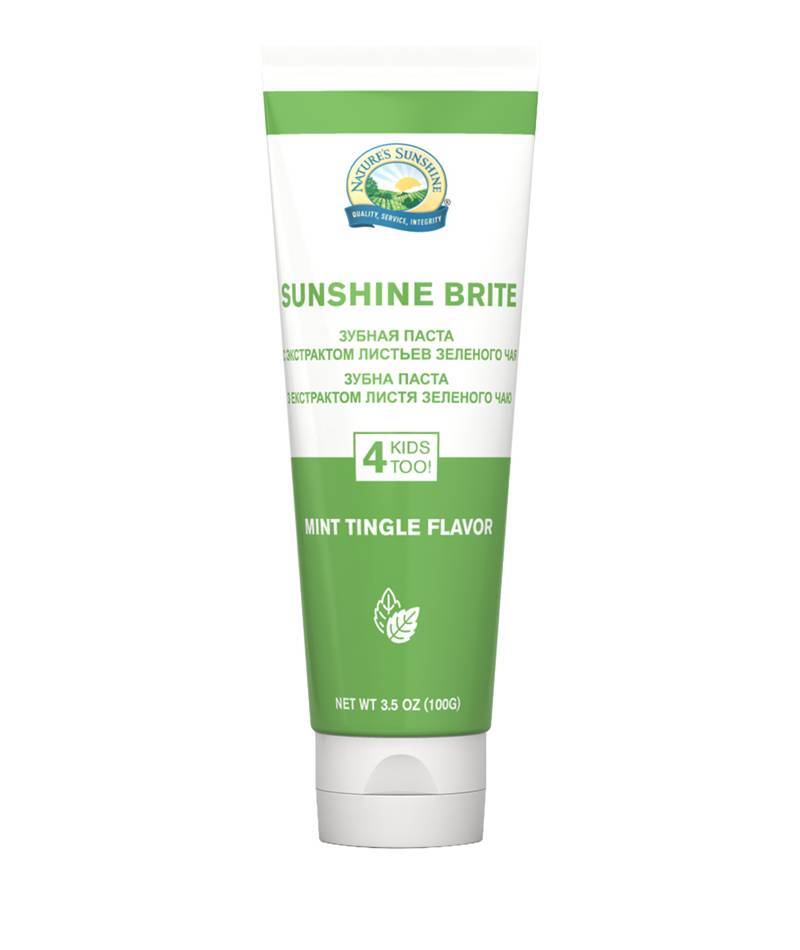 NATURE'S SUNSHINE
®
QUALITY, SERVICE, INTEGRITY
SUNSHINE BRITE
ЗУБНАЯ ПАСТА
С ЭКСТРАКТОМ ЛИСТЬЕВ ЗЕЛЕНОГО ЧАЯ
ЗУБНА ПАСТА
З ЕКСТРАКТОМ ЛИСТЯ ЗЕЛЕНОГО ЧАЮ
4 KIDS
TOO!
MINT TINGLE FLAVOR
NET WT 3.5 OZ (100G)